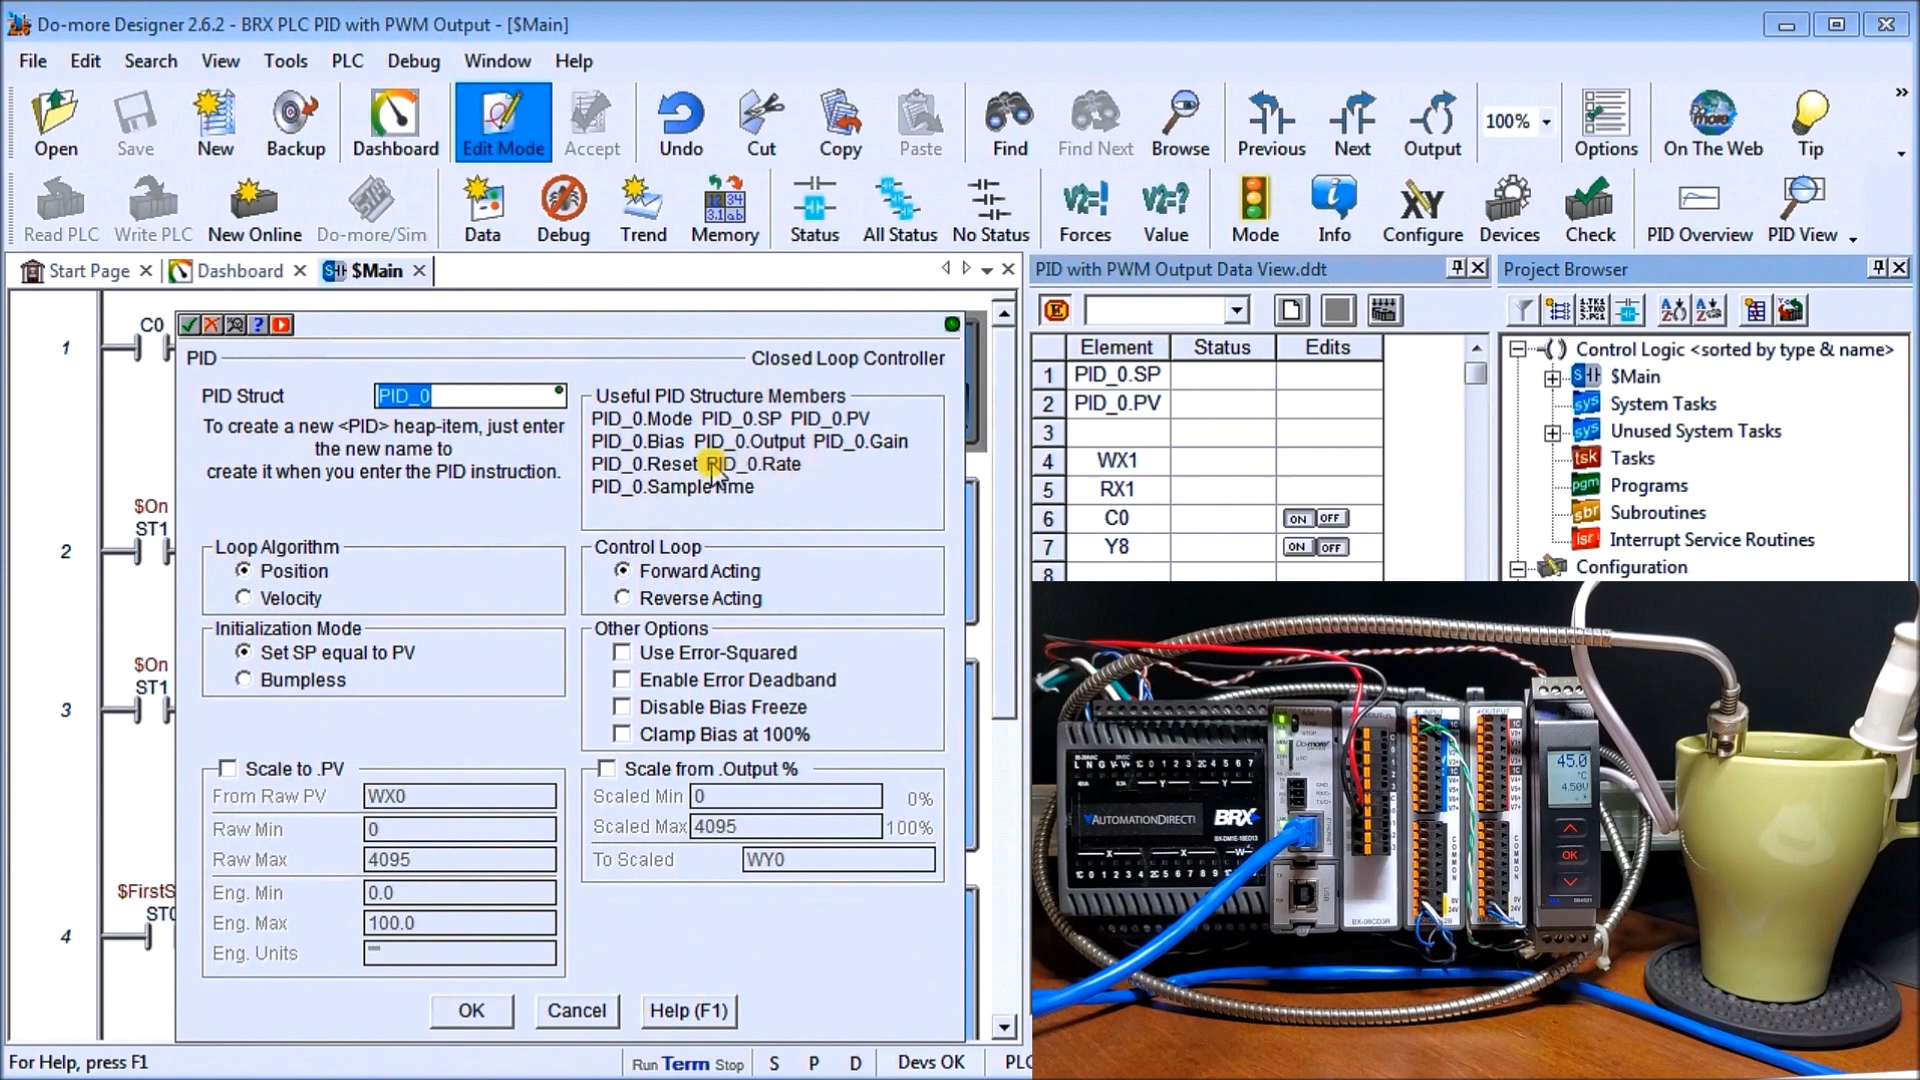 Do-more Designer 2.6.2 - BRX PLC PID with PWM Output - [$Main]
File Edit Search View Tools PLC Debug Window Help
Open Save New Backup Dashboard Edit Mode Accept Undo Cut Copy Paste Find Find Next Browse Previous Next Output 100% Options On The Web Tip
Read PLC Write PLC New Online Do-more/Sim Data Debug Trend Memory Status All Status No Status Forces Value Mode Info Configure Devices Check PID Overview PID View
Start Page Dashboard $Main
PID with PWM Output Data View.ddt
Project Browser
1
C0
2
$On
ST1
3
$On
ST1
4
$FirstS
ST0
PID
Closed Loop Controller
PID Struct PID_0
To create a new <PID> heap-item, just enter
the new name to
create it when you enter the PID instruction.
Useful PID Structure Members
PID_0.Mode PID_0.SP PID_0.PV
PID_0.Bias PID_0.Output PID_0.Gain
PID_0.Reset PID_0.Rate
PID_0.SampleTime
Loop Algorithm
Position
Velocity
Control Loop
Forward Acting
Reverse Acting
Initialization Mode
Set SP equal to PV
Bumpless
Other Options
Use Error-Squared
Enable Error Deadband
Disable Bias Freeze
Clamp Bias at 100%
Scale to .PV
From Raw PV WX0
Raw Min 0
Raw Max 4095
Eng. Min 0.0
Eng. Max 100.0
Eng. Units ""
Scale from .Output %
Scaled Min 0 0%
Scaled Max 4095 100%
To Scaled WY0
OK Cancel Help (F1)
Element Status Edits
1 PID_0.SP
2 PID_0.PV
3
4 WX1
5 RX1
6 C0 ON OFF
7 Y8 ON OFF
8
Control Logic <sorted by type & name>
$Main
System Tasks
Unused System Tasks
Tasks
Programs
Subroutines
Interrupt Service Routines
Configuration
AUTOMATIONDIRECT
BRX
45.0
°C
4.50V
OK
For Help, press F1
Run Term Stop S P D Devs OK PLC